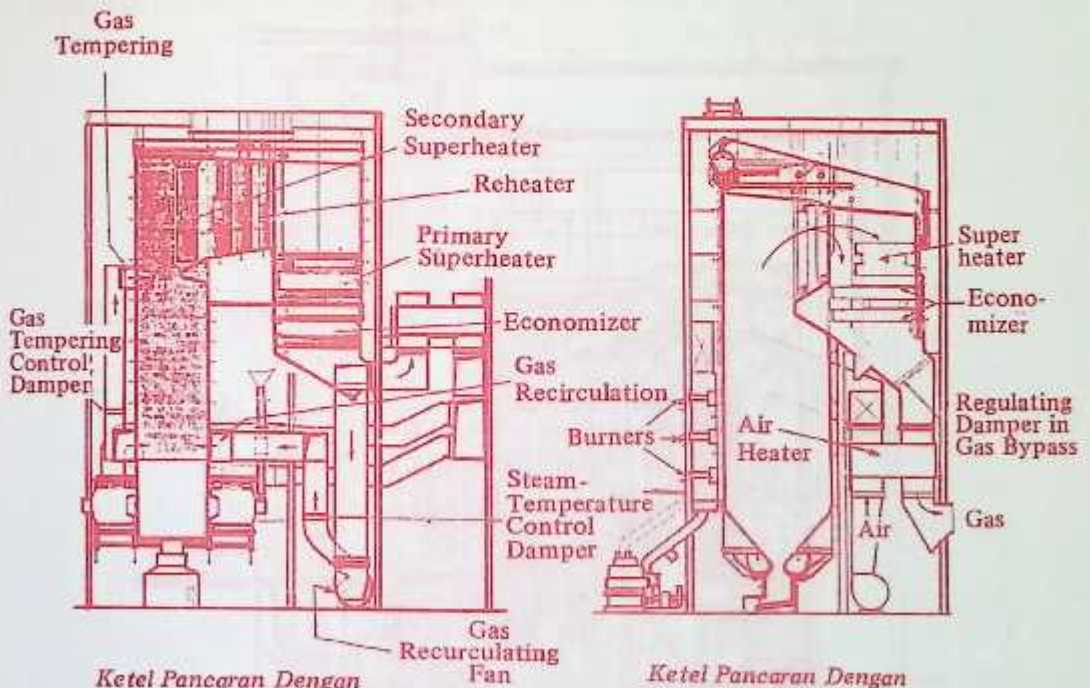 Gas
Tempering
Secondary
Superheater
Reheater
Primary
Superheater
Economizer
Gas
Tempering
Control
Damper
Gas
Recirculation
Steam-
Temperature
Control
Damper
Gas
Recurculating
Fan
Ketel Pancaran Dengan
Super
heater
Econo-
mizer
Burners
Air
Heater
Regulating
Damper in
Gas Bypass
Air
Gas
Ketel Pancaran Dengan